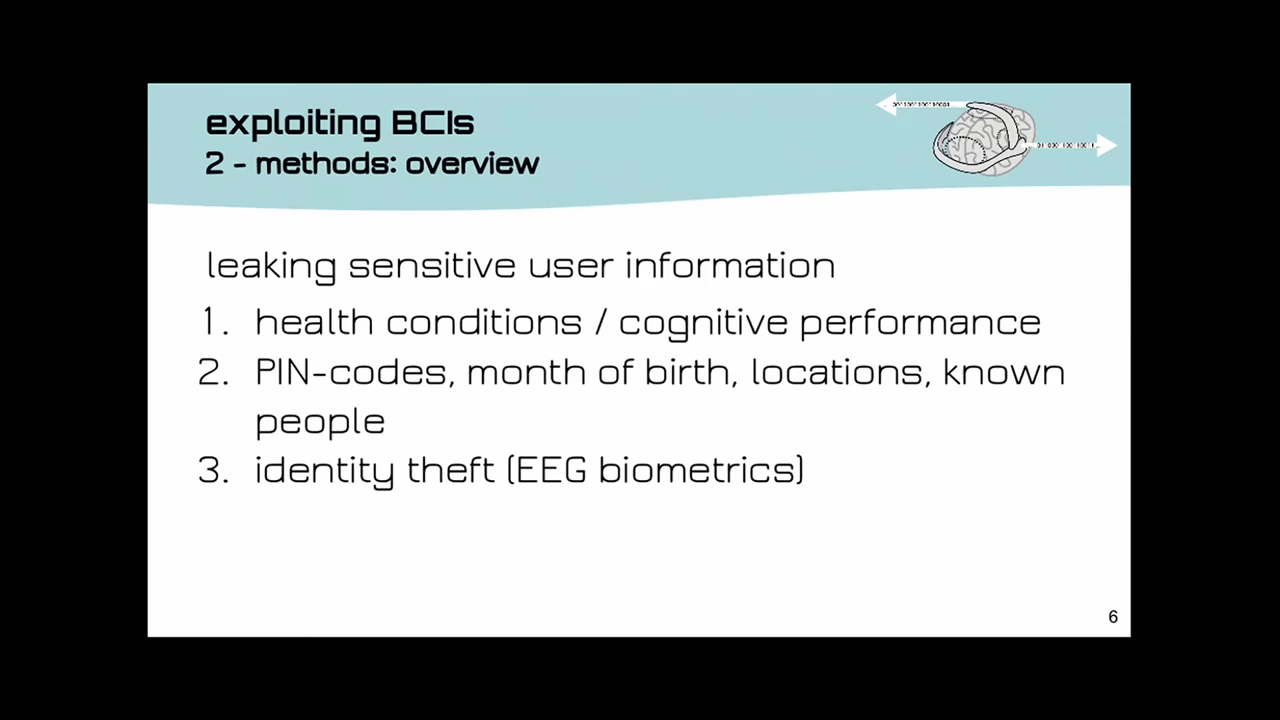 exploiting BCIs
2 - methods: overview
leaking sensitive user information
1. health conditions / cognitive performance
2. PIN-codes, month of birth, locations, known
people
3. identity theft (EEG biometrics)
6